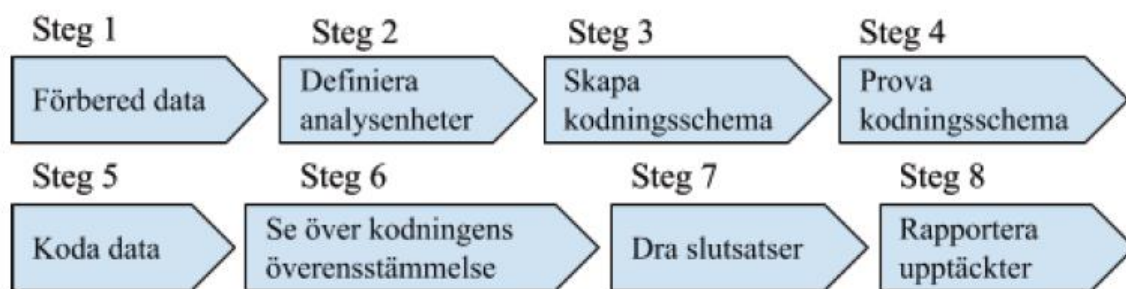 Steg 1
Steg 2
Steg 3
Steg 4
Förbered data
Definiera
analysenheter
Skapa
kodningsschema
Prova
kodningsschema
Steg 5
Steg 6
Steg 7
Steg 8
Koda data
Se över kodningens
överensstämmelse
Dra slutsatser
Rapportera
upptäckter